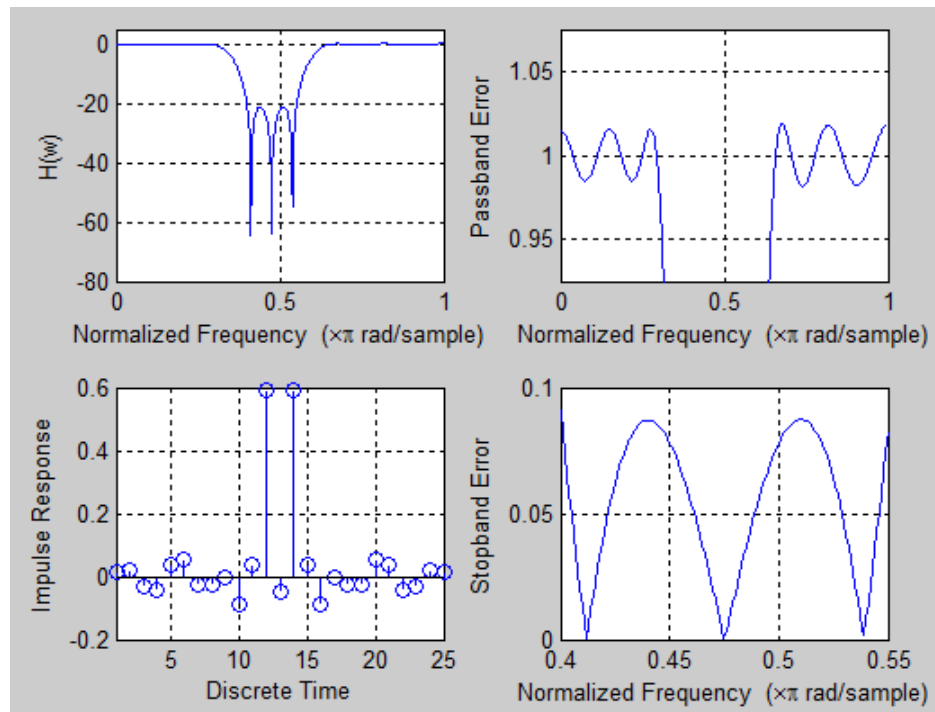 H(w)
0
-20
-40
-60
-80
0 0.5 1
Normalized Frequency (×π rad/sample)
Passband Error
1.05
1
0.95
0 0.5 1
Normalized Frequency (×π rad/sample)
Impulse Response
0.6
0.4
0.2
0
-0.2
5 10 15 20 25
Discrete Time
Stopband Error
0.1
0.05
0
0.4 0.45 0.5 0.55
Normalized Frequency (×π rad/sample)